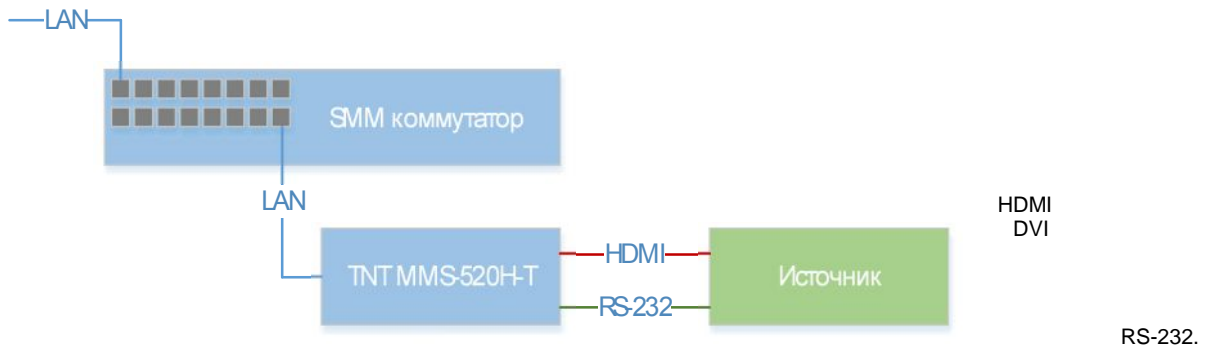 LAN
SMM коммутатор
LAN
HDMI
DVI
TNT MMS-520H-T
HDMI
Источник
RS-232
RS-232.